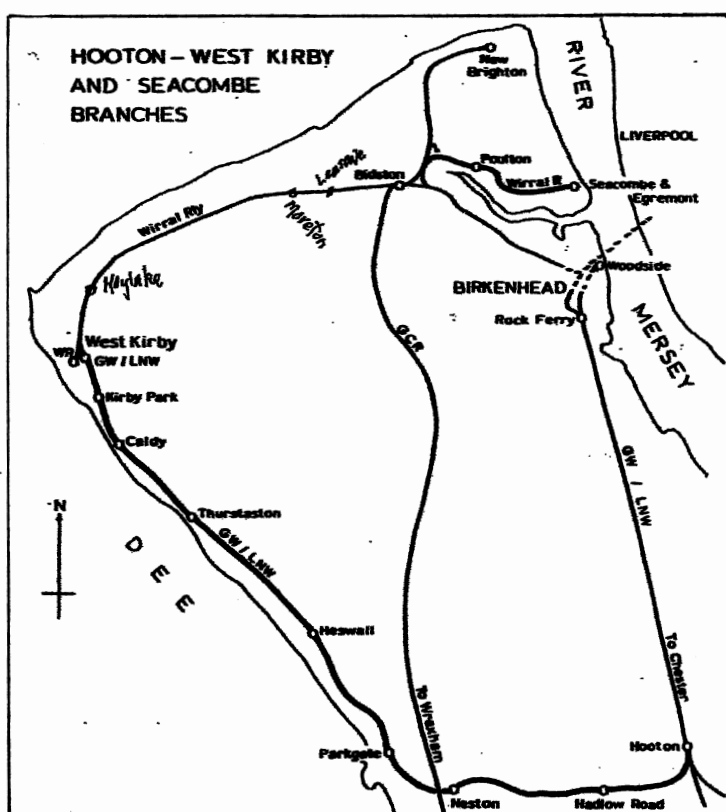 HOOTON – WEST KIRBY
AND SEACOMBE
BRANCHES
RIVER
MERSEY
LIVERPOOL
New
Brighton
Poulton
Wirral R
Seacombe &
Egremont
Bidston
Leasowe
Moreton
Wirral Rly
Hoylake
Woodside
BIRKENHEAD
Rock Ferry
GCR
WR
West Kirby
GW / LNW
Kirby Park
Caldy
Thurstaston
GW / LNW
GW / LNW
N
DEE
Heswall
To Wrexham
To Chester
Parkgate
Hooton
Neston
Hadlow Road